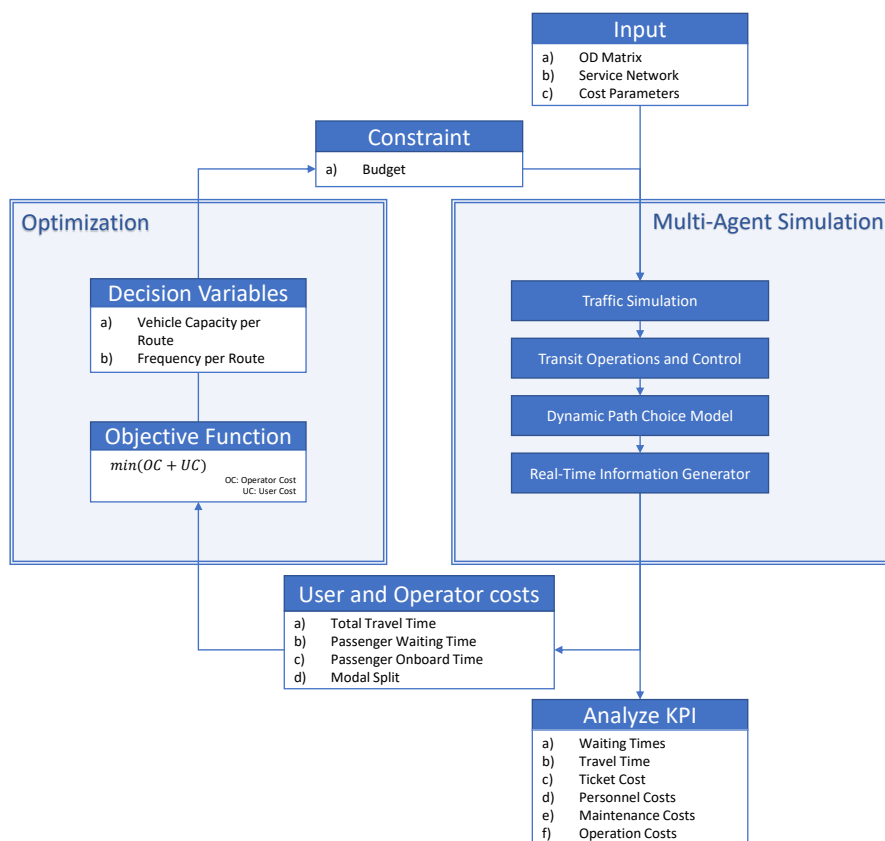 Input
a) OD Matrix
b) Service Network
c) Cost Parameters
Constraint
a) Budget
Optimization
Decision Variables
a) Vehicle Capacity per
Route
b) Frequency per Route
Objective Function
min(OC + UC)
OC: Operator Cost
UC: User Cost
Multi-Agent Simulation
Traffic Simulation
Transit Operations and Control
Dynamic Path Choice Model
Real-Time Information Generator
User and Operator costs
a) Total Travel Time
b) Passenger Waiting Time
c) Passenger Onboard Time
d) Modal Split
Analyze KPI
a) Waiting Times
b) Travel Time
c) Ticket Cost
d) Personnel Costs
e) Maintenance Costs
f) Operation Costs